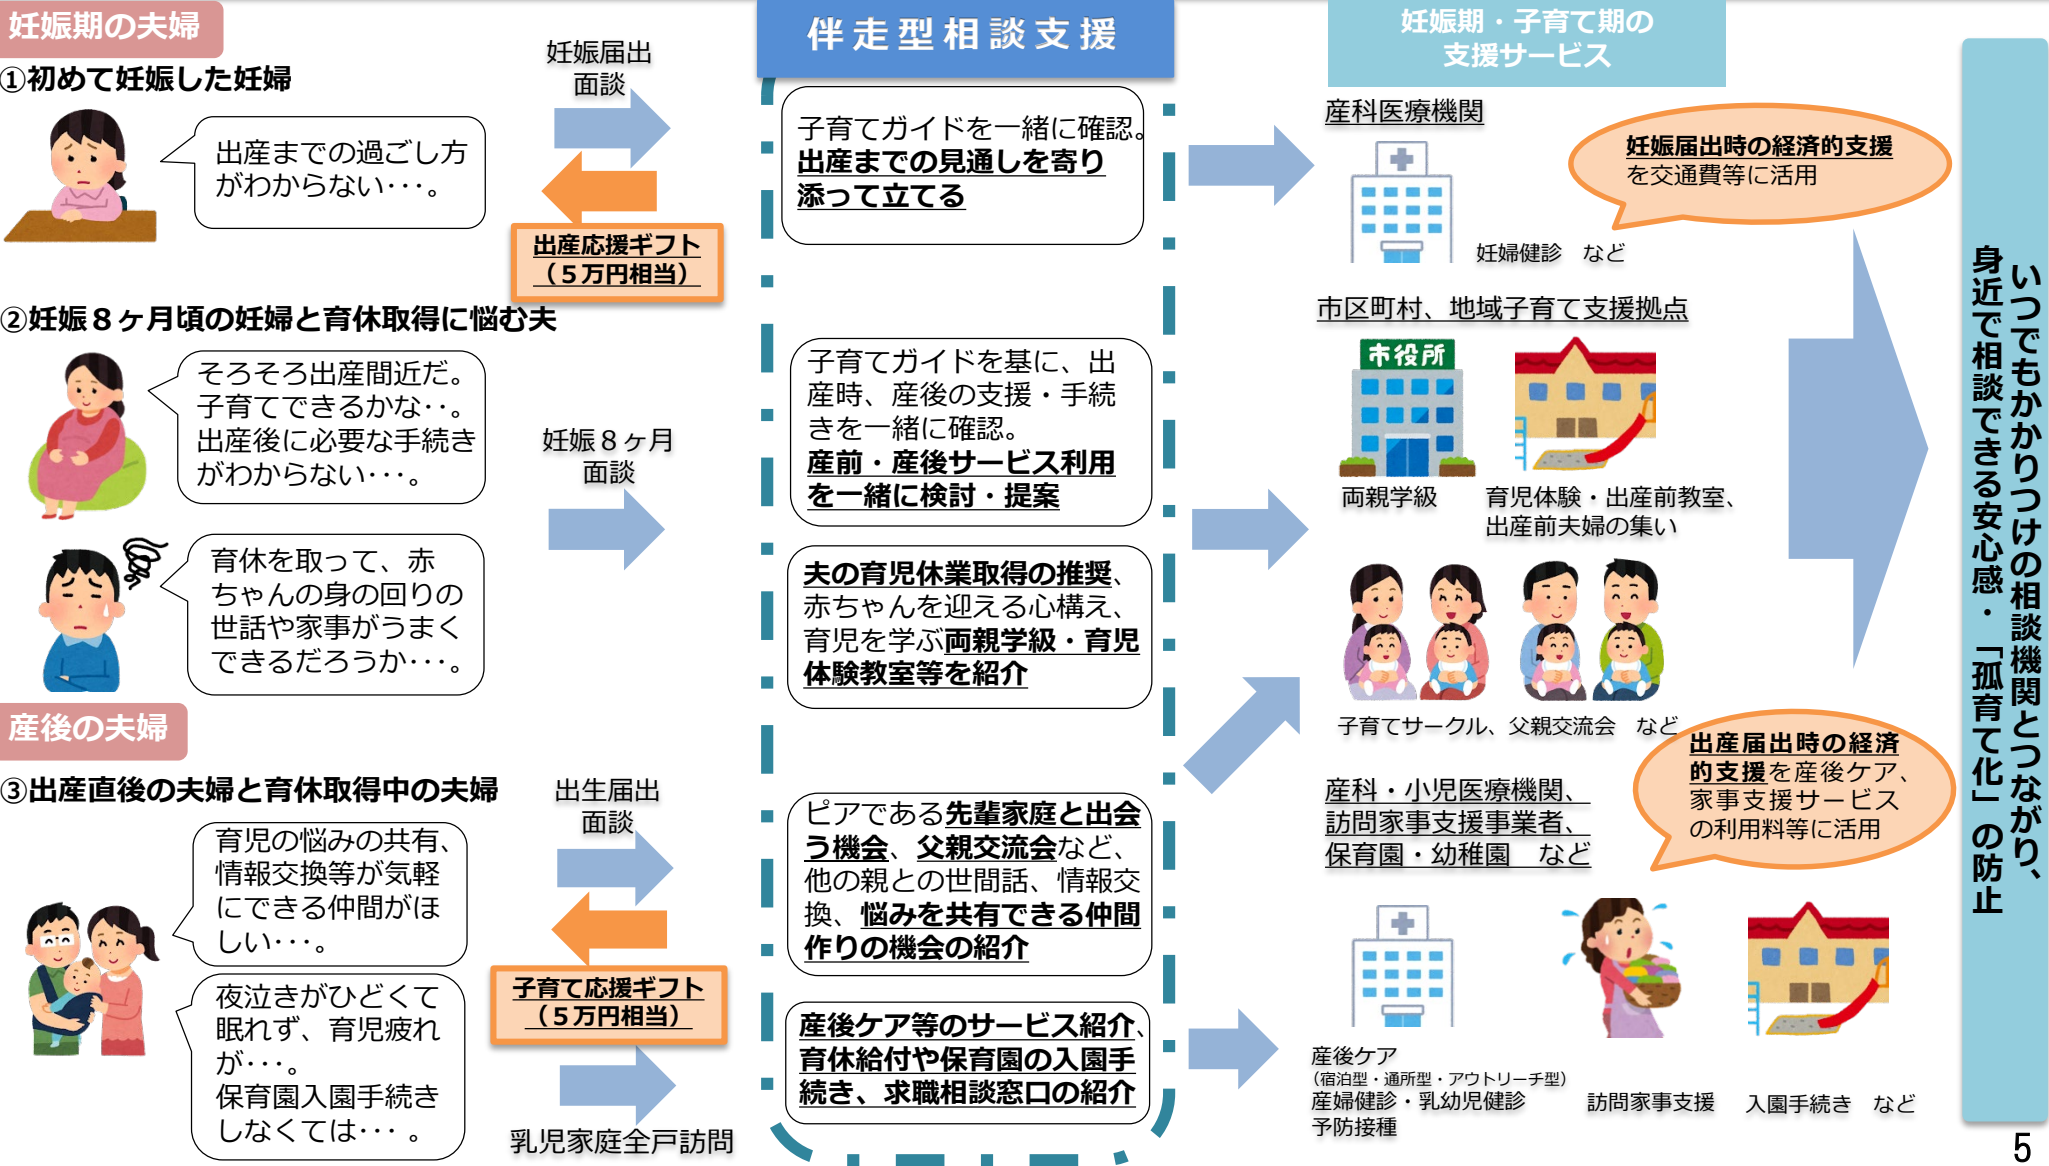 妊娠期の夫婦
①初めて妊娠した妊婦
出産までの過ごし方
がわからない･･･。
妊娠届出
面談
出産応援ギフト
（５万円相当）
②妊娠８ヶ月頃の妊婦と育休取得に悩む夫
そろそろ出産間近だ。
子育てできるかな･･。
出産後に必要な手続き
がわからない･･･。
育休を取って、赤
ちゃんの身の回りの
世話や家事がうまく
できるだろうか･･･。
妊娠８ヶ月
面談
産後の夫婦
③出産直後の夫婦と育休取得中の夫婦
育児の悩みの共有、
情報交換等が気軽
にできる仲間がほ
しい･･･。
夜泣きがひどくて
眠れず、育児疲れ
が･･･。
保育園入園手続き
しなくては･･･ 。
出生届出
面談
子育て応援ギフト
（５万円相当）
乳児家庭全戸訪問
伴走型相談支援
子育てガイドを一緒に確認。
出産までの見通しを寄り
添って立てる
子育てガイドを基に、出
産時、産後の支援・手続
きを一緒に確認。
産前・産後サービス利用
を一緒に検討・提案
夫の育児休業取得の推奨、
赤ちゃんを迎える心構え、
育児を学ぶ両親学級・育児
体験教室等を紹介
ピアである先輩家庭と出会
う機会、父親交流会など、
他の親との世間話、情報交
換、悩みを共有できる仲間
作りの機会の紹介
産後ケア等のサービス紹介、
育休給付や保育園の入園手
続き、求職相談窓口の紹介
妊娠期・子育て期の
支援サービス
産科医療機関
妊婦健診　など
妊娠届出時の経済的支援
を交通費等に活用
市区町村、地域子育て支援拠点
市役所
両親学級
育児体験・出産前教室、
出産前夫婦の集い
子育てサークル、父親交流会　など
出産届出時の経済
的支援を産後ケア、
家事支援サービス
の利用料等に活用
産科・小児医療機関、
訪問家事支援事業者、
保育園・幼稚園　など
産後ケア
（宿泊型・通所型・アウトリーチ型）
産婦健診・乳幼児健診
予防接種
訪問家事支援
入園手続き　など
いつでもかかりつけの相談機関とつながり、
身近で相談できる安心感・「孤育て化」の防止
5